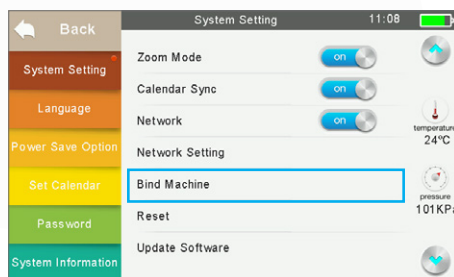 Back
System Setting
11:08
System Setting
Language
Power Save Option
Set Calendar
Password
System Information
Zoom Mode
on
Calendar Sync
on
Network
on
Network Setting
Bind Machine
Reset
Update Software
temperature
24℃
pressure
101KPa